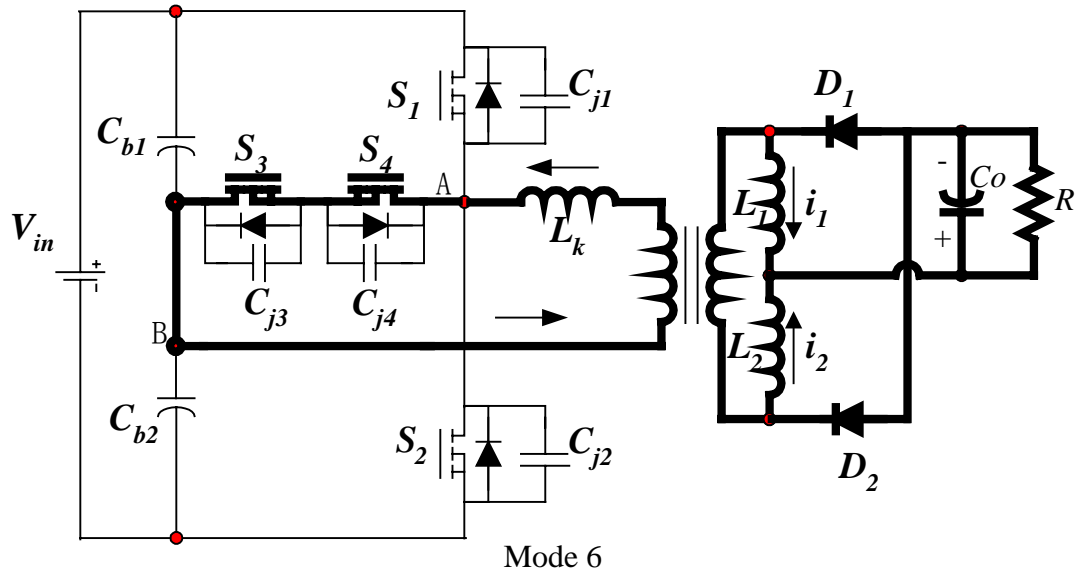 S1
Cj1
D1
Cb1
S3
S4
A
-
Co
L1
i1
R
Vin
+
-
Lk
+
Cj3
Cj4
B
L2
i2
Cb2
S2
Cj2
D2
Mode 6